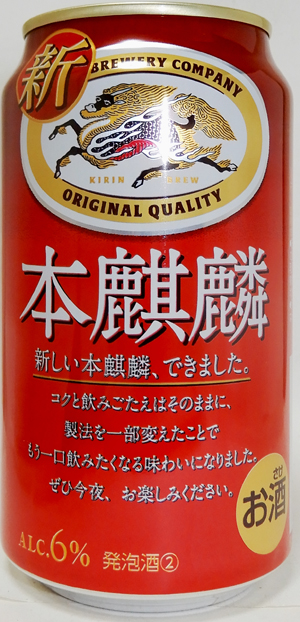 新
BREWERY COMPANY
KIRIN BREW
ORIGINAL QUALITY
本麒麟
新しい本麒麟、できました。
コクと飲みごたえはそのままに、
製法を一部変えたことで
もう一口飲みたくなる味わいになりました。
ぜひ今夜、お楽しみください。
さけ
お酒
ALC.6% 発泡酒②